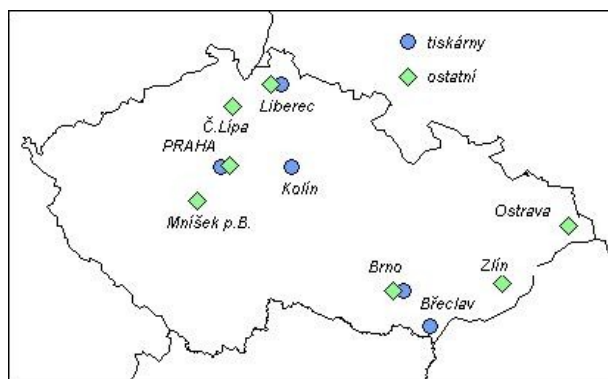 tiskárny
ostatní
Liberec
Č.Lípa
PRAHA
Kolín
Mníšek p.B.
Ostrava
Brno
Zlín
Břeclav